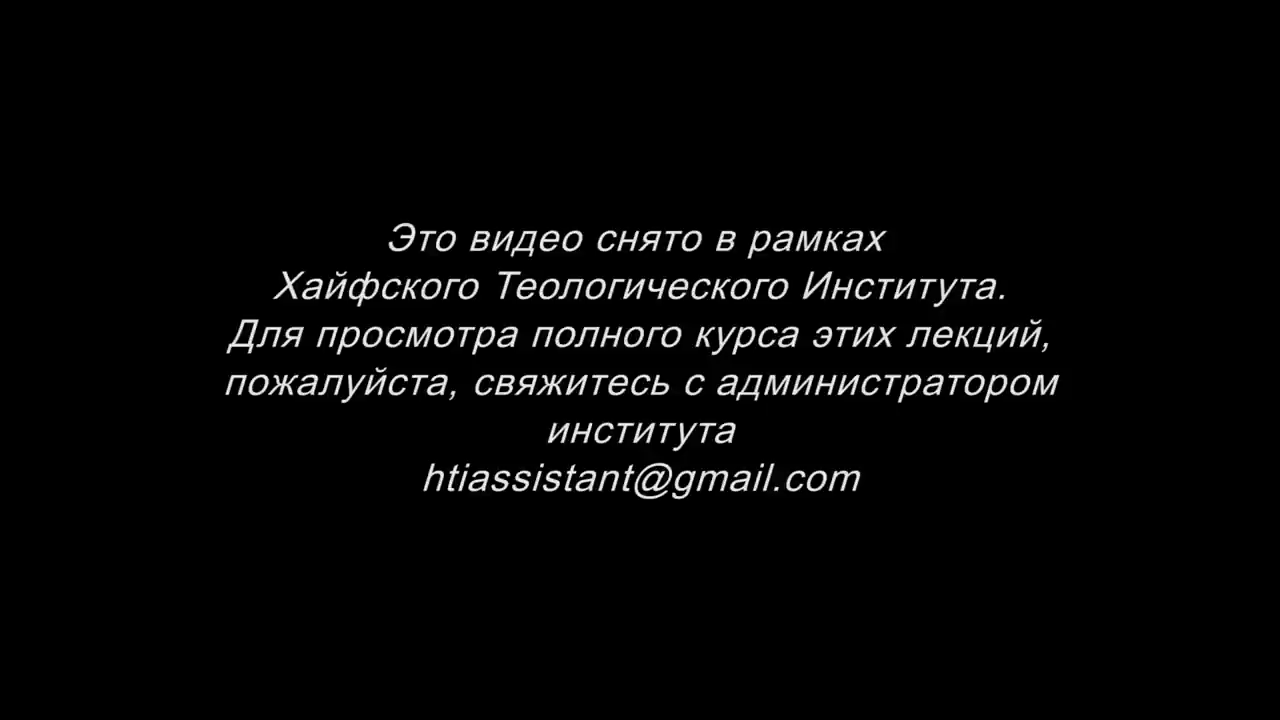 Это видео снято в рамках
Хайфского Теологического Института.
Для просмотра полного курса этих лекций,
пожалуйста, свяжитесь с администратором
института
htiassistant@gmail.com